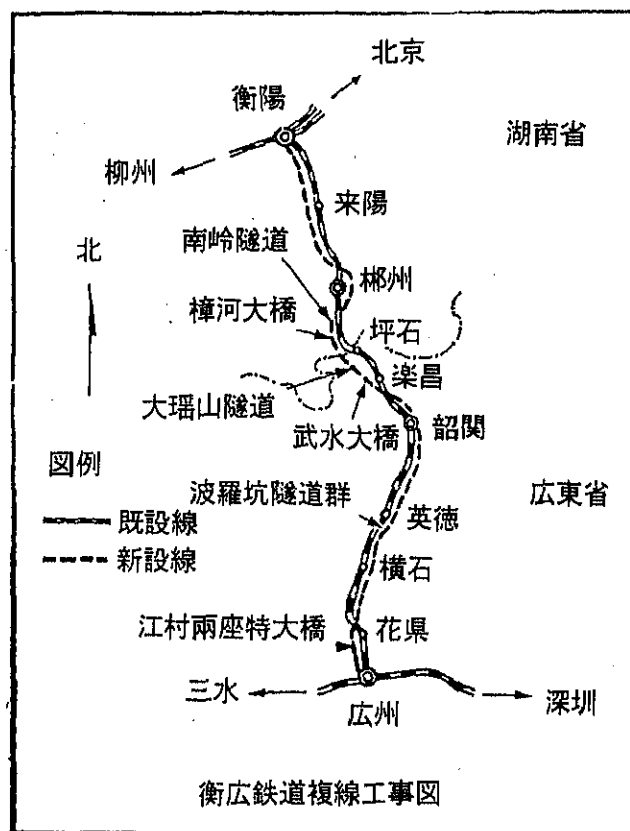 北京
衡陽
湖南省
柳州
来陽
北
南岭隧道
郴州
樟河大橋
坪石
楽昌
大瑶山隧道
武水大橋
韶関
図例
波羅坑隧道群
広東省
既設線
英徳
新設線
横石
江村兩座特大橋
花県
三水
深圳
広州
衡広鉄道複線工事図